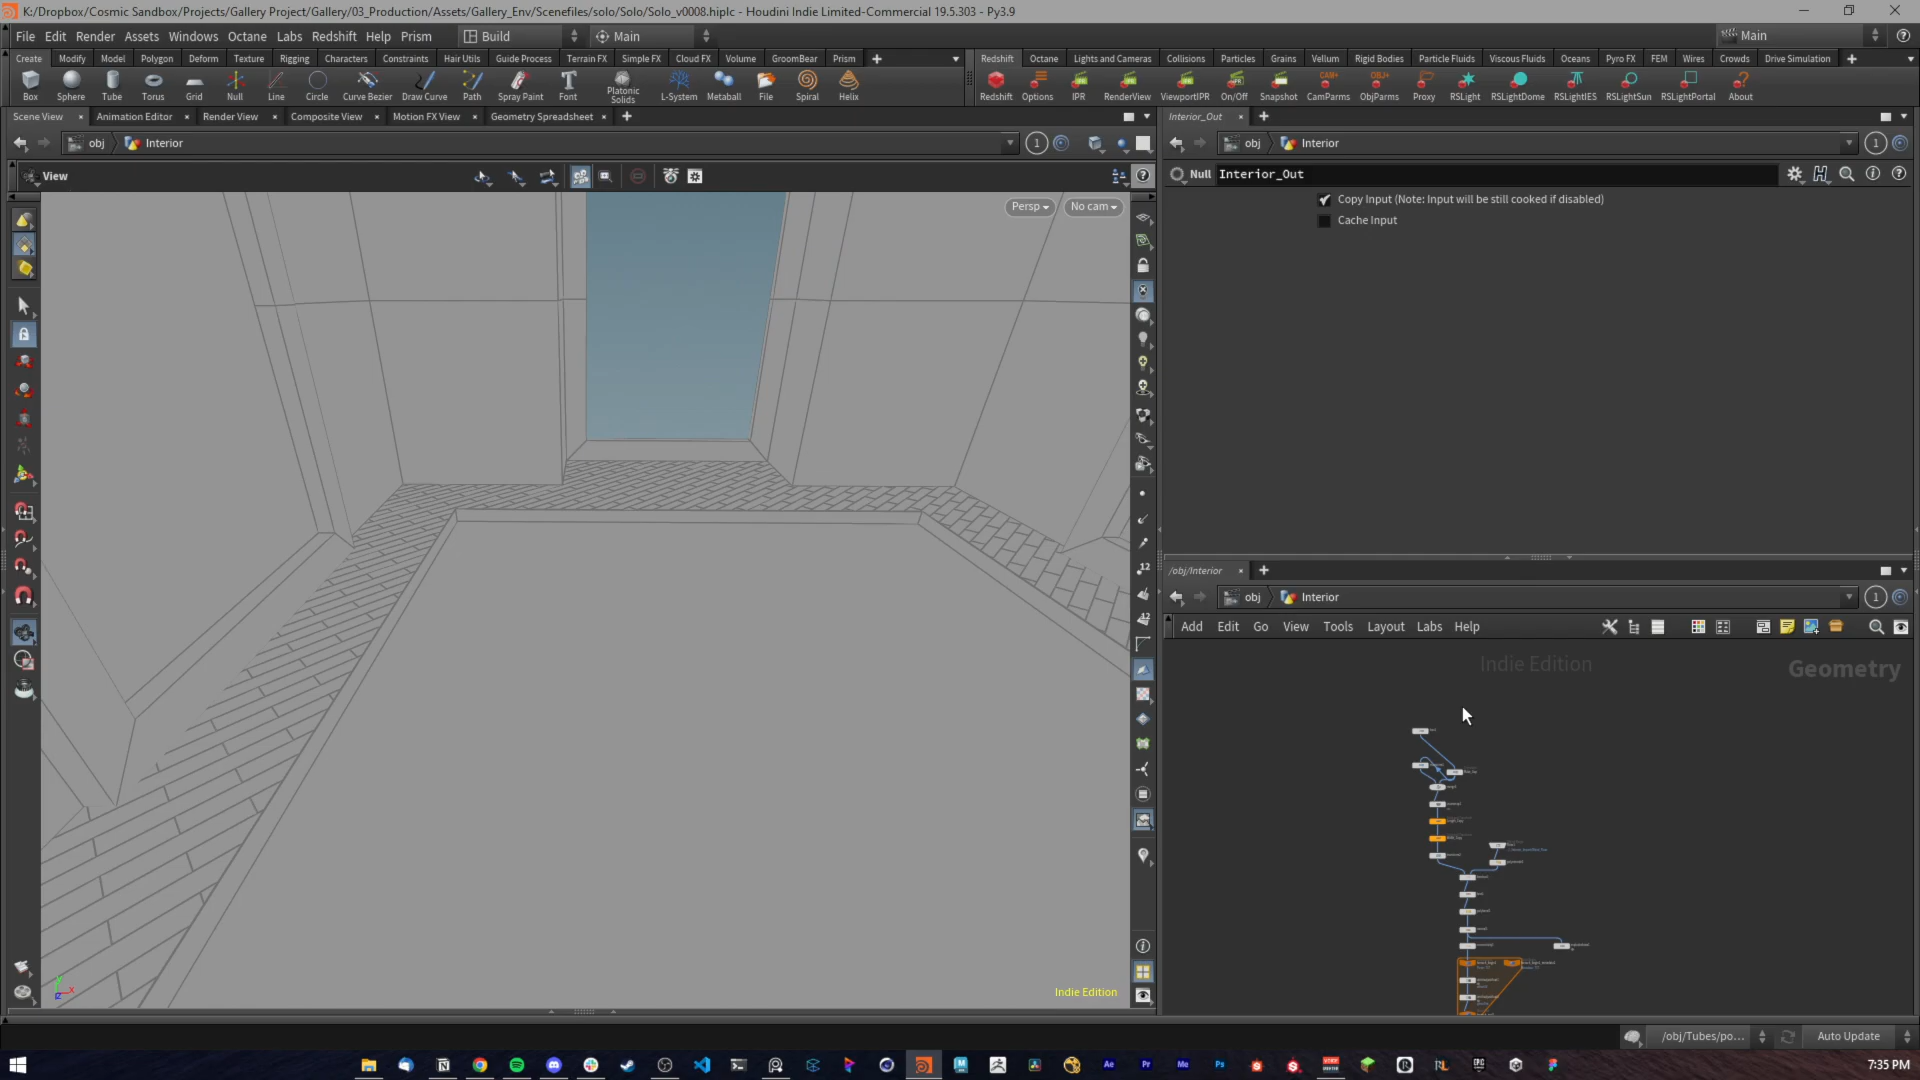 K:/Dropbox/Cosmic Sandbox/Projects/Gallery Project/Gallery/03_Production/Assets/Gallery_Env/Scenefiles/solo/Solo/Solo_v0008.hiplc - Houdini Indie Limited-Commercial 19.5.303 - Py3.9
File Edit Render Assets Windows Octane Labs Redshift Help Prism Build Main Main
Create Modify Model Polygon Deform Texture Rigging Characters Constraints Hair Utils Guide Process Terrain FX Simple FX Cloud FX Volume GroomBear Prism
Redshift Octane Lights and Cameras Collisions Particles Grains Vellum Rigid Bodies Particle Fluids Viscous Fluids Oceans Pyro FX FEM Wires Crowds Drive Simulation
Box Sphere Tube Torus Grid Null Line Circle Curve Bezier Draw Curve Path Spray Paint Font Platonic Solids L-System Metaball File Spiral Helix
Redshift Options IPR RenderView ViewportIPR On/Off Snapshot CamParms ObjParms Proxy RSLight RSLightDome RSLightIES RSLightSun RSLightPortal About
Scene View Animation Editor Render View Composite View Motion FX View Geometry Spreadsheet
Interior_Out
obj Interior 1
obj Interior 1
View
Null Interior_Out
Persp No cam
Copy Input (Note: Input will be still cooked if disabled)
Cache Input
/obj/Interior
obj Interior 1
Add Edit Go View Tools Layout Labs Help
Indie Edition
Geometry
12
12
Indie Edition
/obj/Tubes/po... Auto Update
7:35 PM